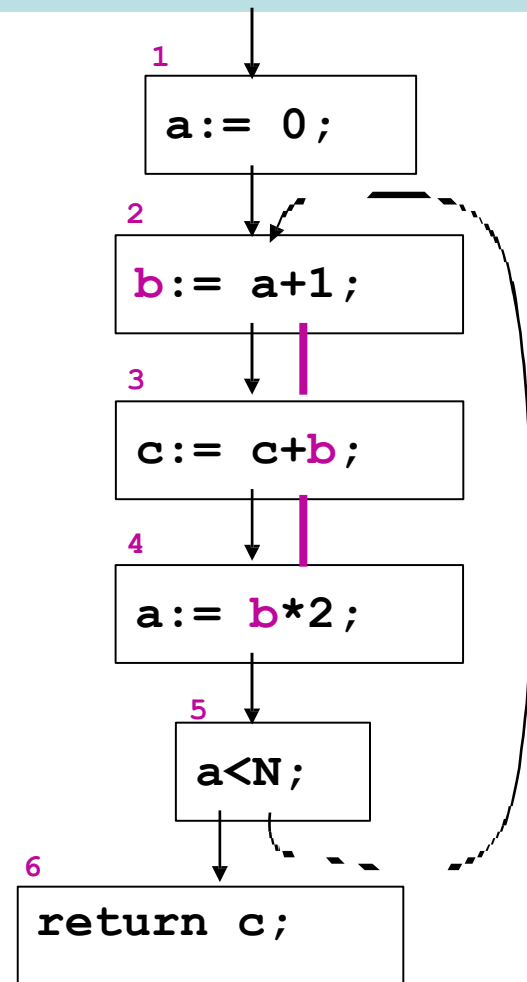 1
a:= 0;
2
b:= a+1;
3
c:= c+b;
4
a:= b*2;
5
a<N;
6
return c;